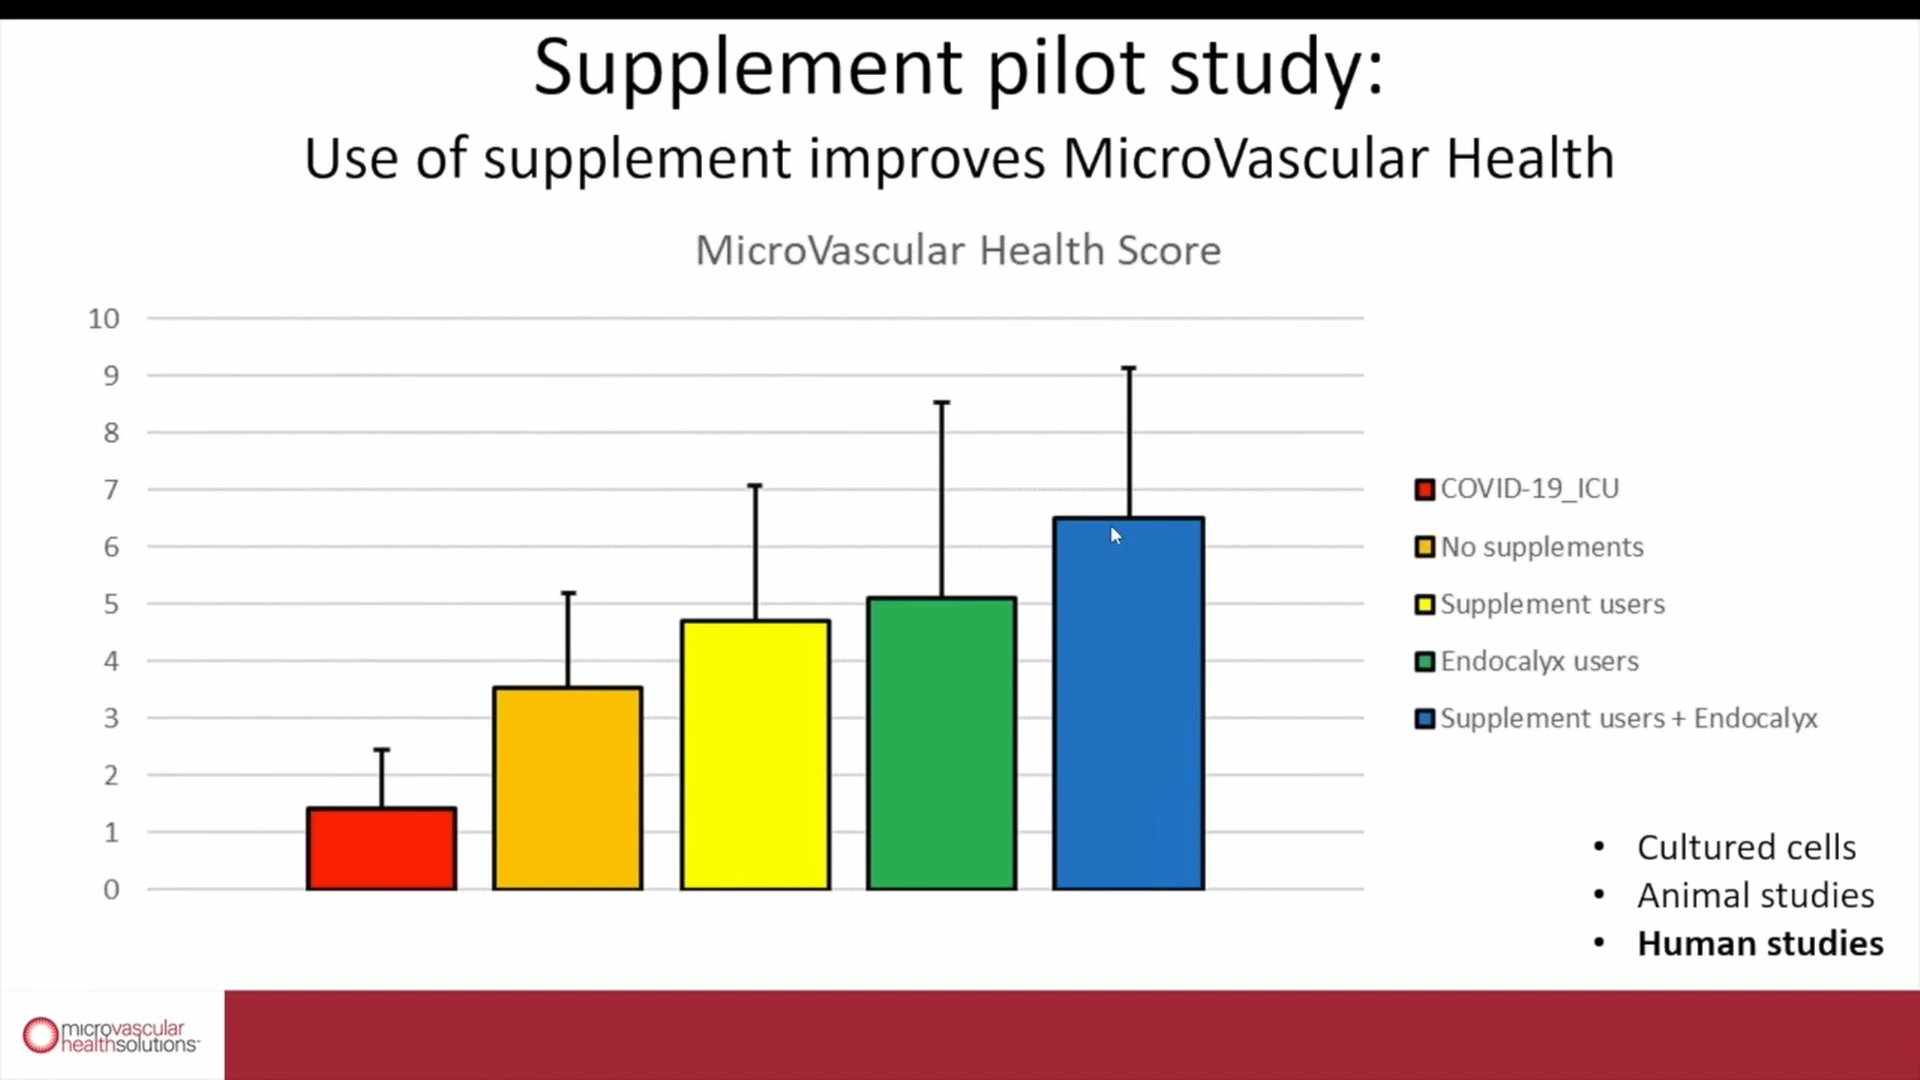 Supplement pilot study:
Use of supplement improves MicroVascular Health
MicroVascular Health Score
10
9
8
7
6
5
4
3
2
1
0
COVID-19_ICU
No supplements
Supplement users
Endocalyx users
Supplement users + Endocalyx
• Cultured cells
• Animal studies
• Human studies
microvascular
healthsolutions™